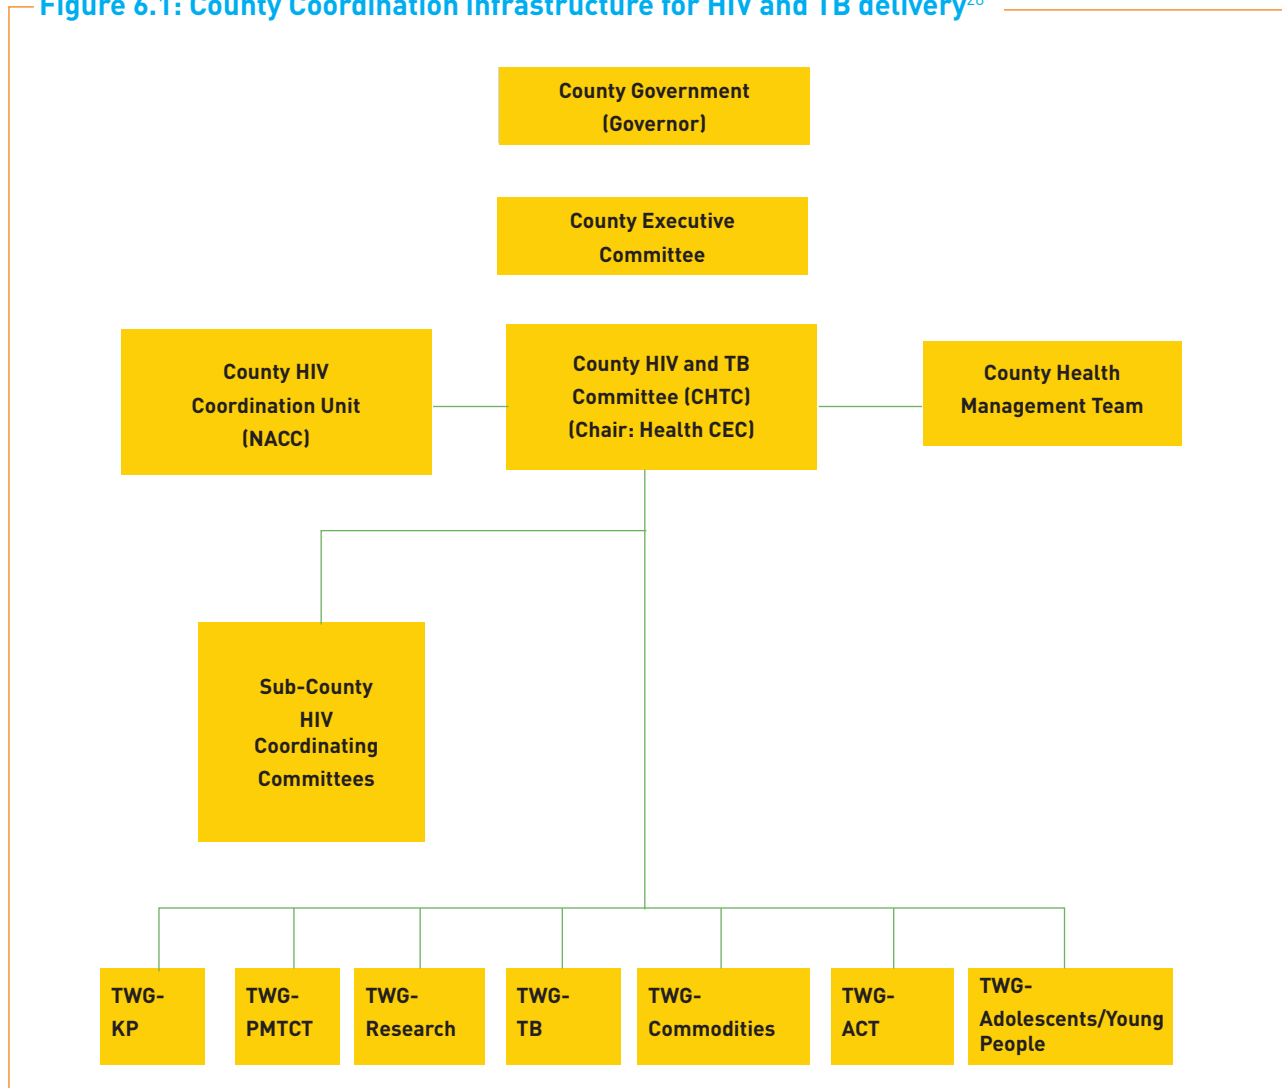 Figure 6.1: County Coordination infrastructure for HIV and TB delivery²⁸
County Government
(Governor)
County Executive
Committee
County HIV
Coordination Unit
(NACC)
County HIV and TB
Committee (CHTC)
(Chair: Health CEC)
County Health
Management Team
Sub-County
HIV
Coordinating
Committees
TWG-
KP
TWG-
PMTCT
TWG-
Research
TWG-
TB
TWG-
Commodities
TWG-
ACT
TWG-
Adolescents/Young
People